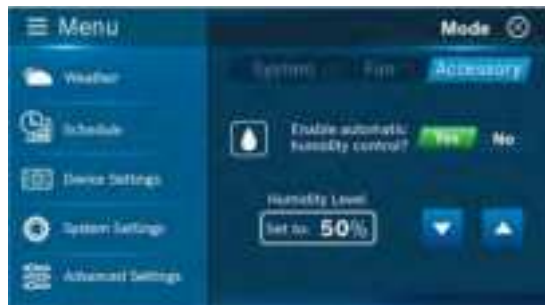 Menu
Mode
System Fan Accessory
Weather
Schedule
Device Settings
System Settings
Advanced Settings
Enable automatic
humidity control?
Yes No
Humidity Level
Set to: 50%